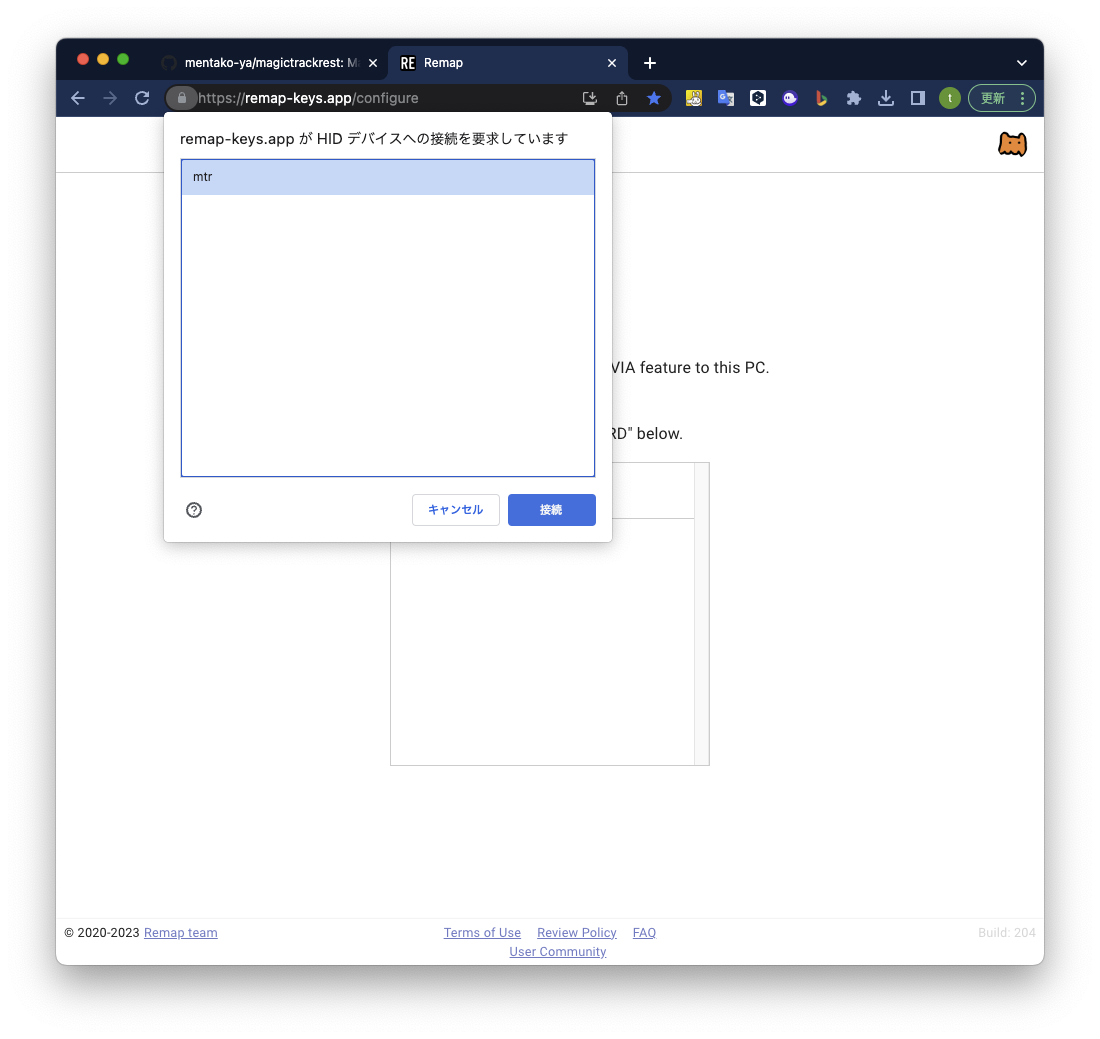 mentako-ya/magictrackrest: M
RE Remap
https://remap-keys.app/configure
t
更新
remap-keys.app が HID デバイスへの接続を要求しています
mtr
VIA feature to this PC.
RD" below.
キャンセル
接続
© 2020-2023 Remap team
Terms of Use
Review Policy
FAQ
User Community
Build: 204